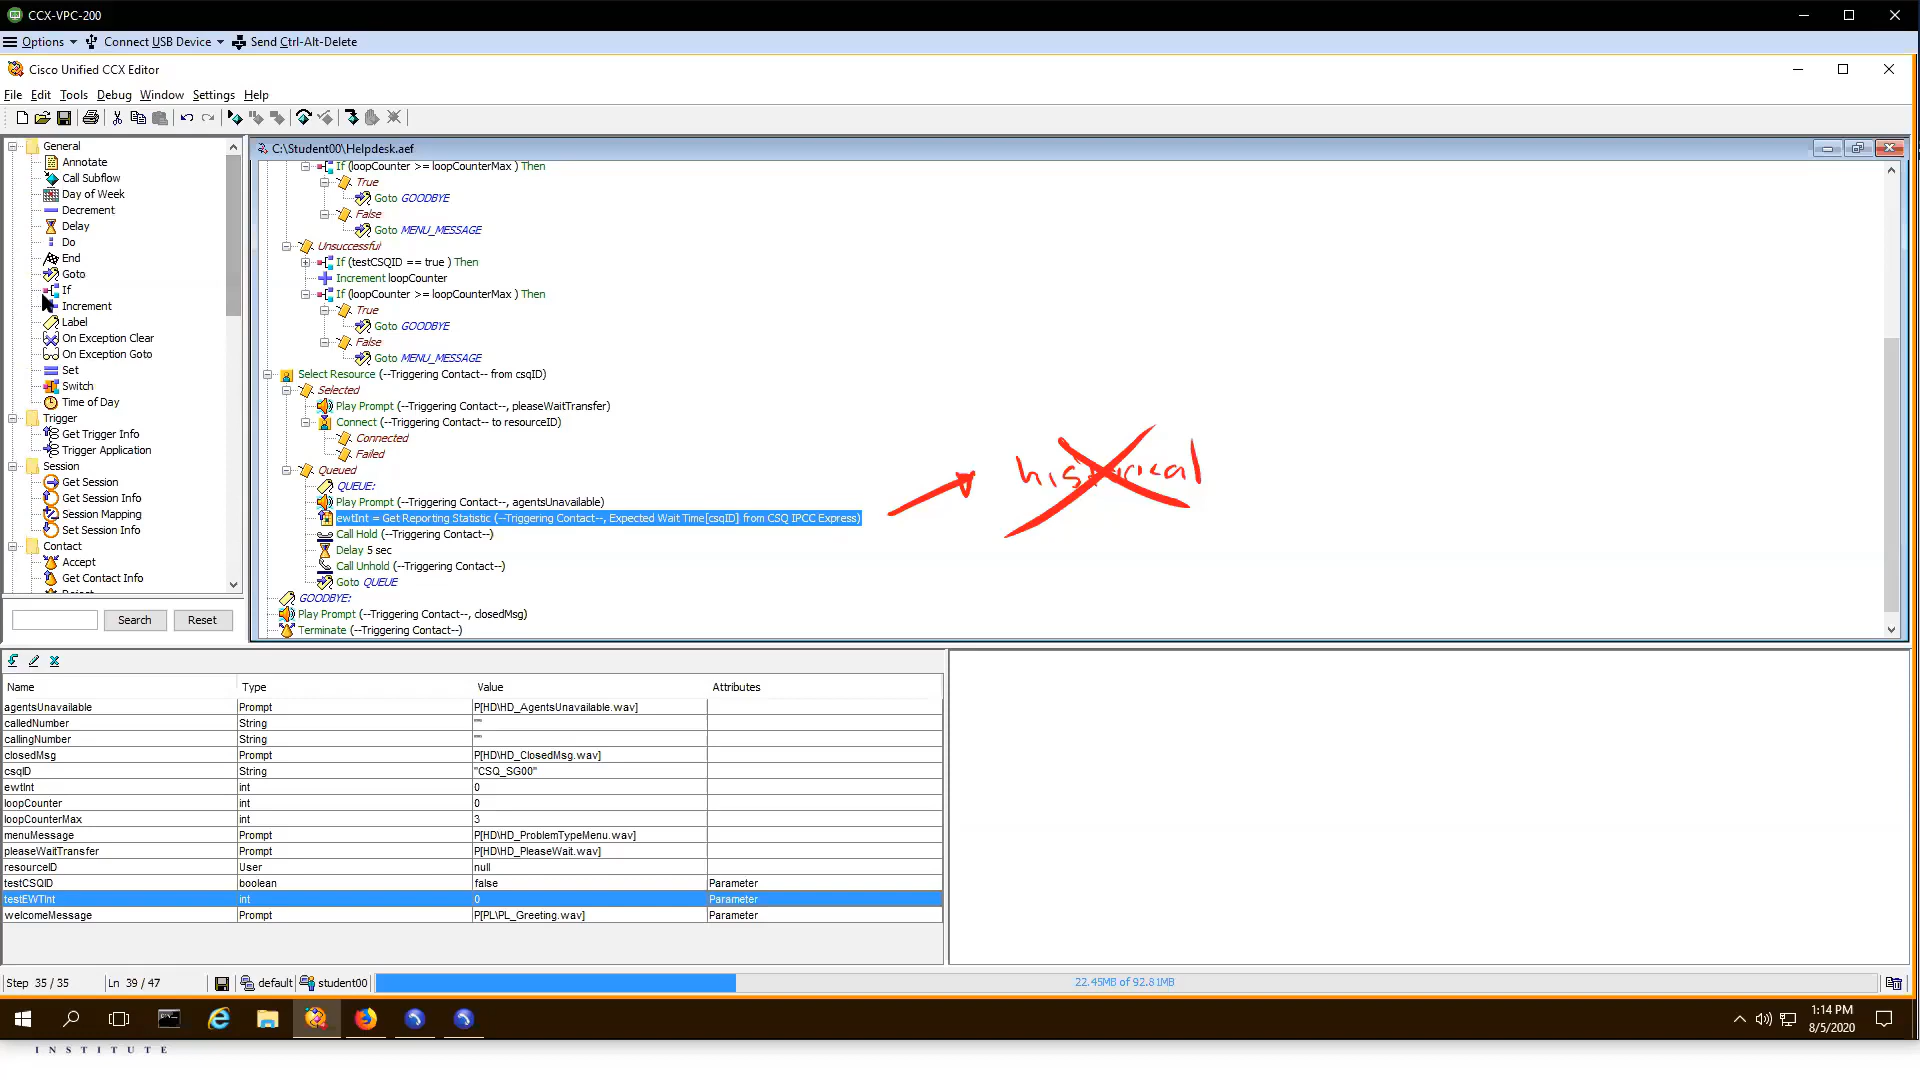 CCX-VPC-200
Options Connect USB Device Send Ctrl-Alt-Delete
Cisco Unified CCX Editor
File Edit Tools Debug Window Settings Help
General
Annotate
Call Subflow
Day of Week
Decrement
Delay
Do
End
Goto
If
Increment
Label
On Exception Clear
On Exception Goto
Set
Switch
Time of Day
Trigger
Get Trigger Info
Trigger Application
Session
Get Session
Get Session Info
Session Mapping
Set Session Info
Contact
Accept
Get Contact Info
Search Reset
C:\Student00\Helpdesk.aef
If (loopCounter >= loopCounterMax ) Then
True
Goto GOODBYE
False
Goto MENU_MESSAGE
Unsuccessful
If (testCSQID == true ) Then
Increment loopCounter
If (loopCounter >= loopCounterMax ) Then
True
Goto GOODBYE
False
Goto MENU_MESSAGE
Select Resource (--Triggering Contact-- from csqID)
Selected
Play Prompt (--Triggering Contact--, pleaseWaitTransfer)
Connect (--Triggering Contact-- to resourceID)
Connected
Failed
Queued
QUEUE:
Play Prompt (--Triggering Contact--, agentsUnavailable)
ewtInt = Get Reporting Statistic (--Triggering Contact--, Expected Wait Time[csqID] from CSQ IPCC Express)
Call Hold (--Triggering Contact--)
Delay 5 sec
Call Unhold (--Triggering Contact--)
Goto QUEUE
GOODBYE:
Play Prompt (--Triggering Contact--, closedMsg)
Terminate (--Triggering Contact--)
historical
Name Type Value Attributes
agentsUnavailable Prompt P[HD\HD_AgentsUnavailable.wav]
calledNumber String ""
callingNumber String ""
closedMsg Prompt P[HD\HD_ClosedMsg.wav]
csqID String "CSQ_SG00"
ewtInt int 0
loopCounter int 0
loopCounterMax int 3
menuMessage Prompt P[HD\HD_ProblemTypeMenu.wav]
pleaseWaitTransfer Prompt P[HD\HD_PleaseWait.wav]
resourceID User null
testCSQID boolean false Parameter
testEWTInt int 0 Parameter
welcomeMessage Prompt P[PL\PL_Greeting.wav] Parameter
Step 35 / 35 Ln 39 / 47 default student00 22.45MB of 92.81MB
1:14 PM
8/5/2020
INSTITUTE